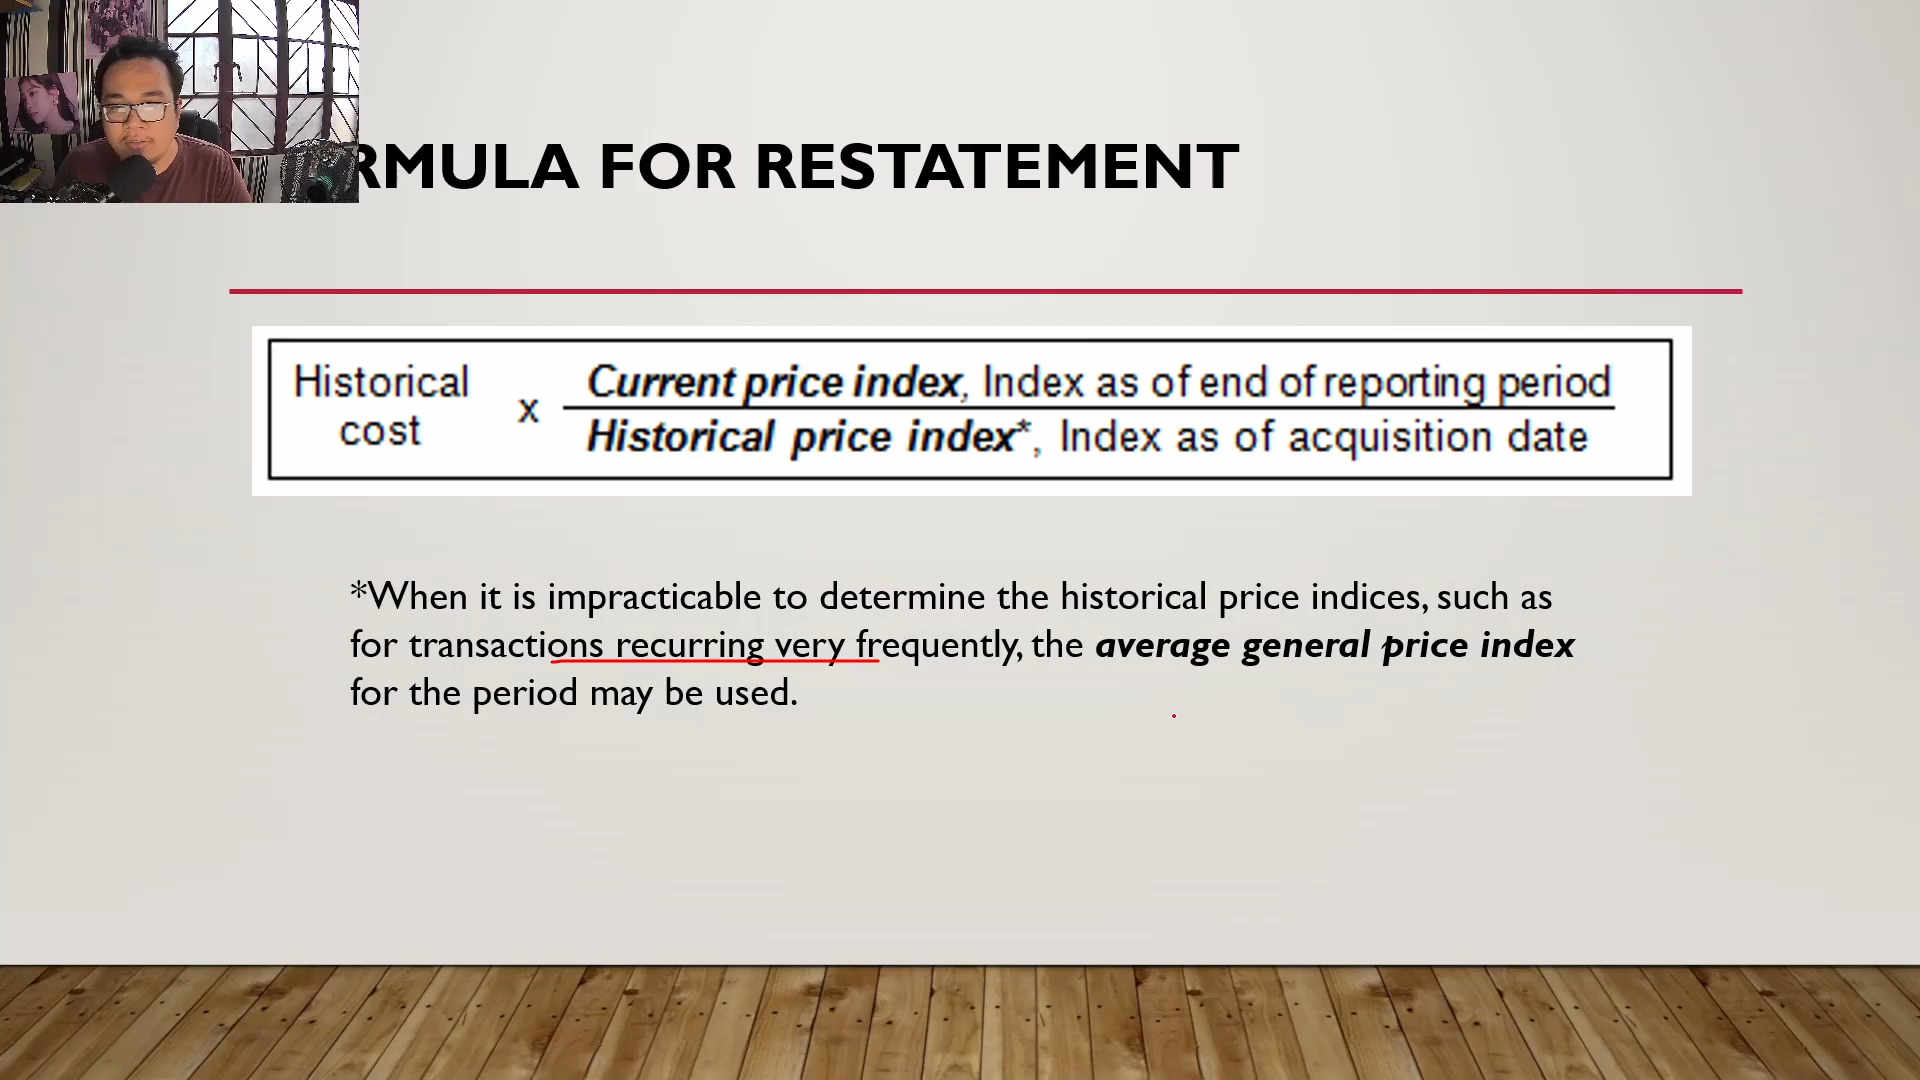 RMULA FOR RESTATEMENT
Historical cost x Current price index, Index as of end of reporting period
Historical price index*, Index as of acquisition date
*When it is impracticable to determine the historical price indices, such as
for transactions recurring very frequently, the average general price index
for the period may be used.